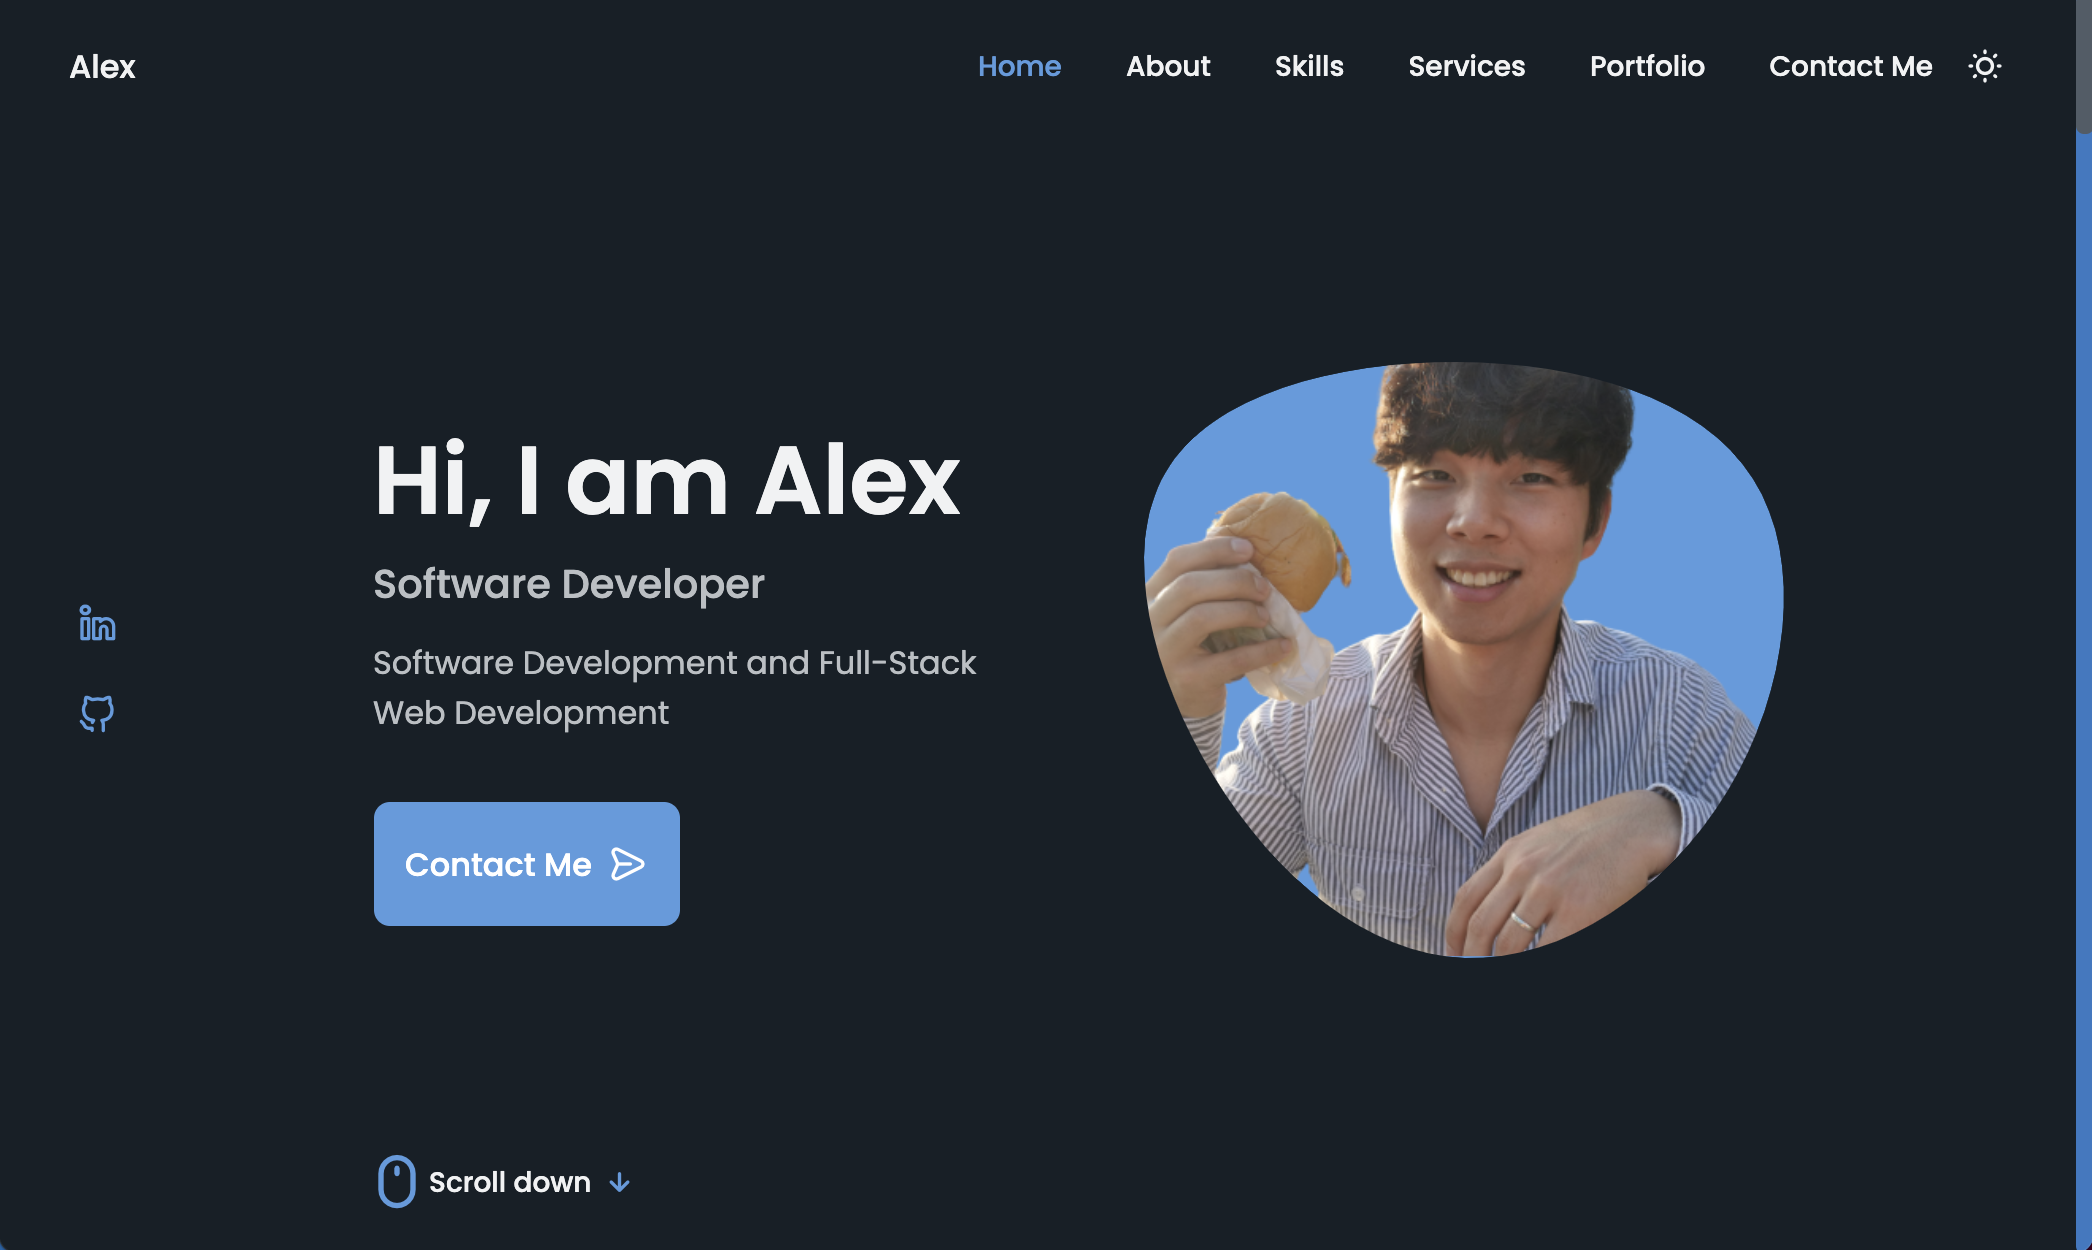 Alex
Home About Skills Services Portfolio Contact Me
Hi, I am Alex
Software Developer
Software Development and Full-Stack
Web Development
Contact Me
Scroll down